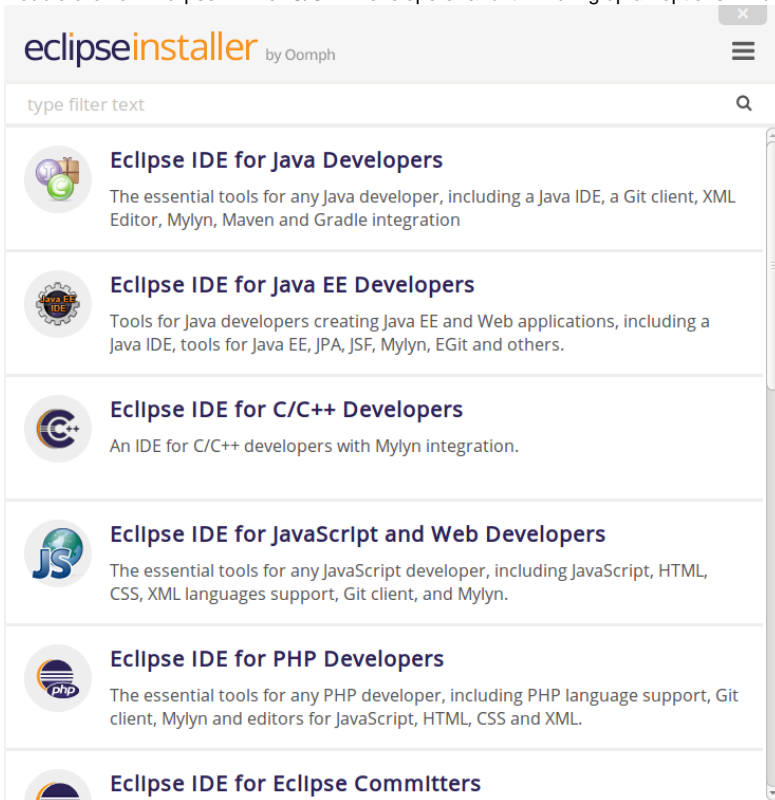 eclipseinstaller by Oomph
type filter text
Eclipse IDE for Java Developers
The essential tools for any Java developer, including a Java IDE, a Git client, XML
Editor, Mylyn, Maven and Gradle integration
Java EE
IDE
Eclipse IDE for Java EE Developers
Tools for Java developers creating Java EE and Web applications, including a
Java IDE, tools for Java EE, JPA, JSF, Mylyn, EGit and others.
C++
Eclipse IDE for C/C++ Developers
An IDE for C/C++ developers with Mylyn integration.
JS
Eclipse IDE for JavaScript and Web Developers
The essential tools for any JavaScript developer, including JavaScript, HTML,
CSS, XML languages support, Git client, and Mylyn.
php
Eclipse IDE for PHP Developers
The essential tools for any PHP developer, including PHP language support, Git
client, Mylyn and editors for JavaScript, HTML, CSS and XML.
Eclipse IDE for Eclipse Committers